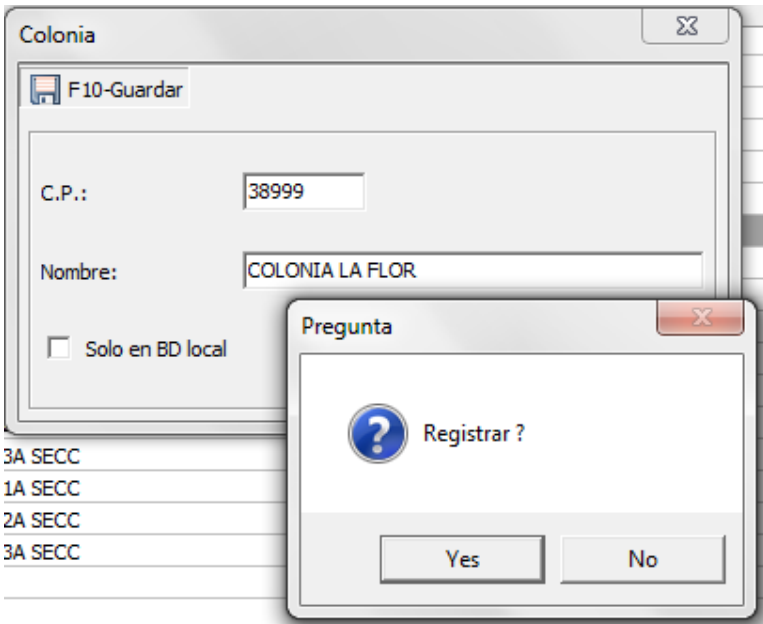 Colonia
F10-Guardar
C.P.:
38999
Nombre:
COLONIA LA FLOR
Solo en BD local
Pregunta
Registrar ?
Yes
No
3A SECC
1A SECC
2A SECC
3A SECC